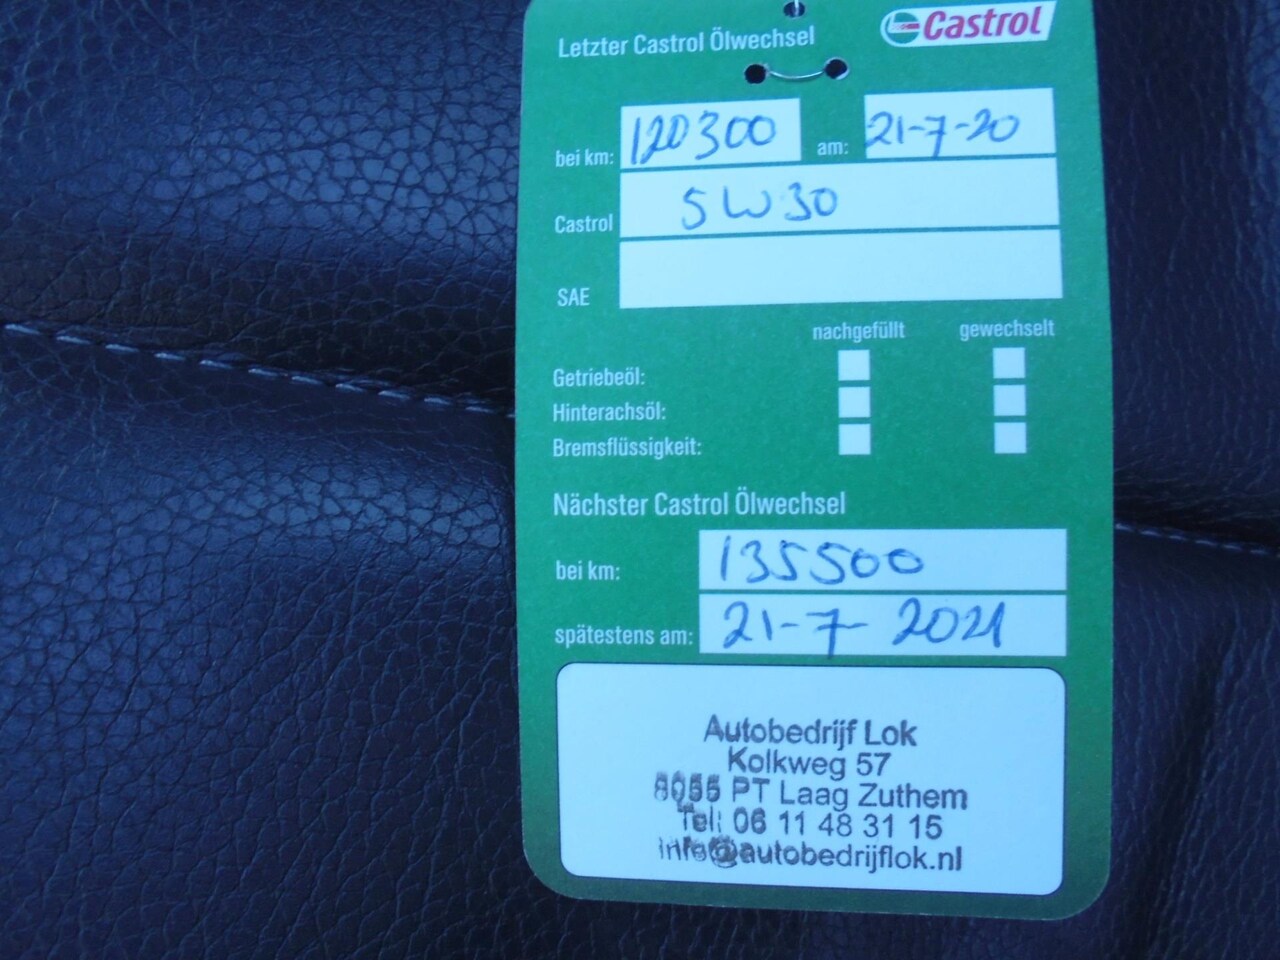 Letzter Castrol Ölwechsel
Castrol
bei km: 120300 am: 21-7-20
Castrol 5W30
SAE
nachgefüllt gewechselt
Getriebeöl:
Hinterachsöl:
Bremsflüssigkeit:
Nächster Castrol Ölwechsel
bei km: 135500
spätestens am: 21-7-2021
Autobedrijf Lok
Kolkweg 57
8055 PT Laag Zuthem
Tel: 06 11 48 31 15
info@autobedrijflok.nl